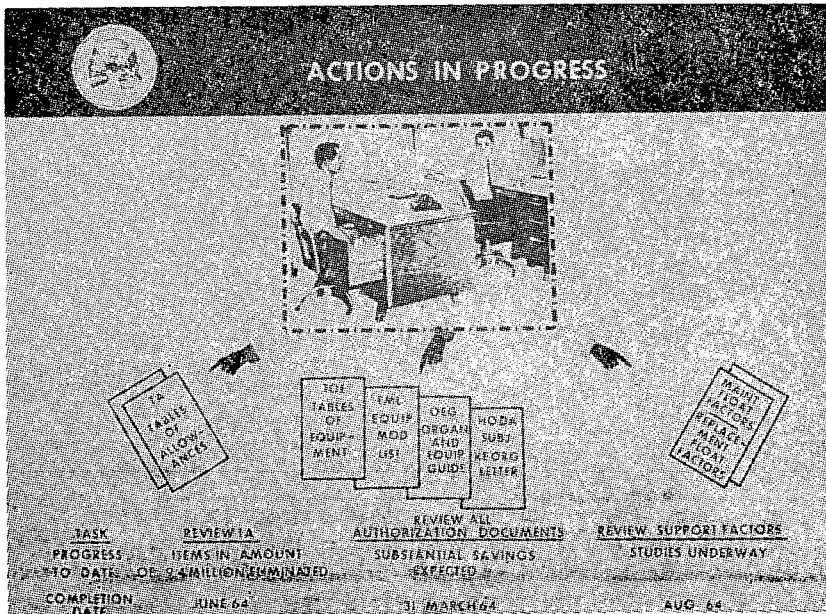 ACTIONS IN PROGRESS
TA
TABLES
OF
ALLOW-
ANCES
TOE
TABLES
OF
EQUIP-
MENT
EML
EQUIP
MOD
LIST
OEG
ORGAN
AND
EQUIP
GUIDE
HODA
SUBJ
REORG
LETTER
MAINT
FLOAT
FACTORS
REPLACE-
MENT
FLOAT
FACTORS
TASK REVIEW TA REVIEW ALL AUTHORIZATION DOCUMENTS REVIEW SUPPORT FACTORS
PROGRESS TO DATE ITEMS IN AMOUNT OF MILLION ELIMINATED SUBSTANTIAL SAVINGS EXPECTED STUDIES UNDERWAY
COMPLETION DATE JUNE 64 31 MARCH 64 AUG 64